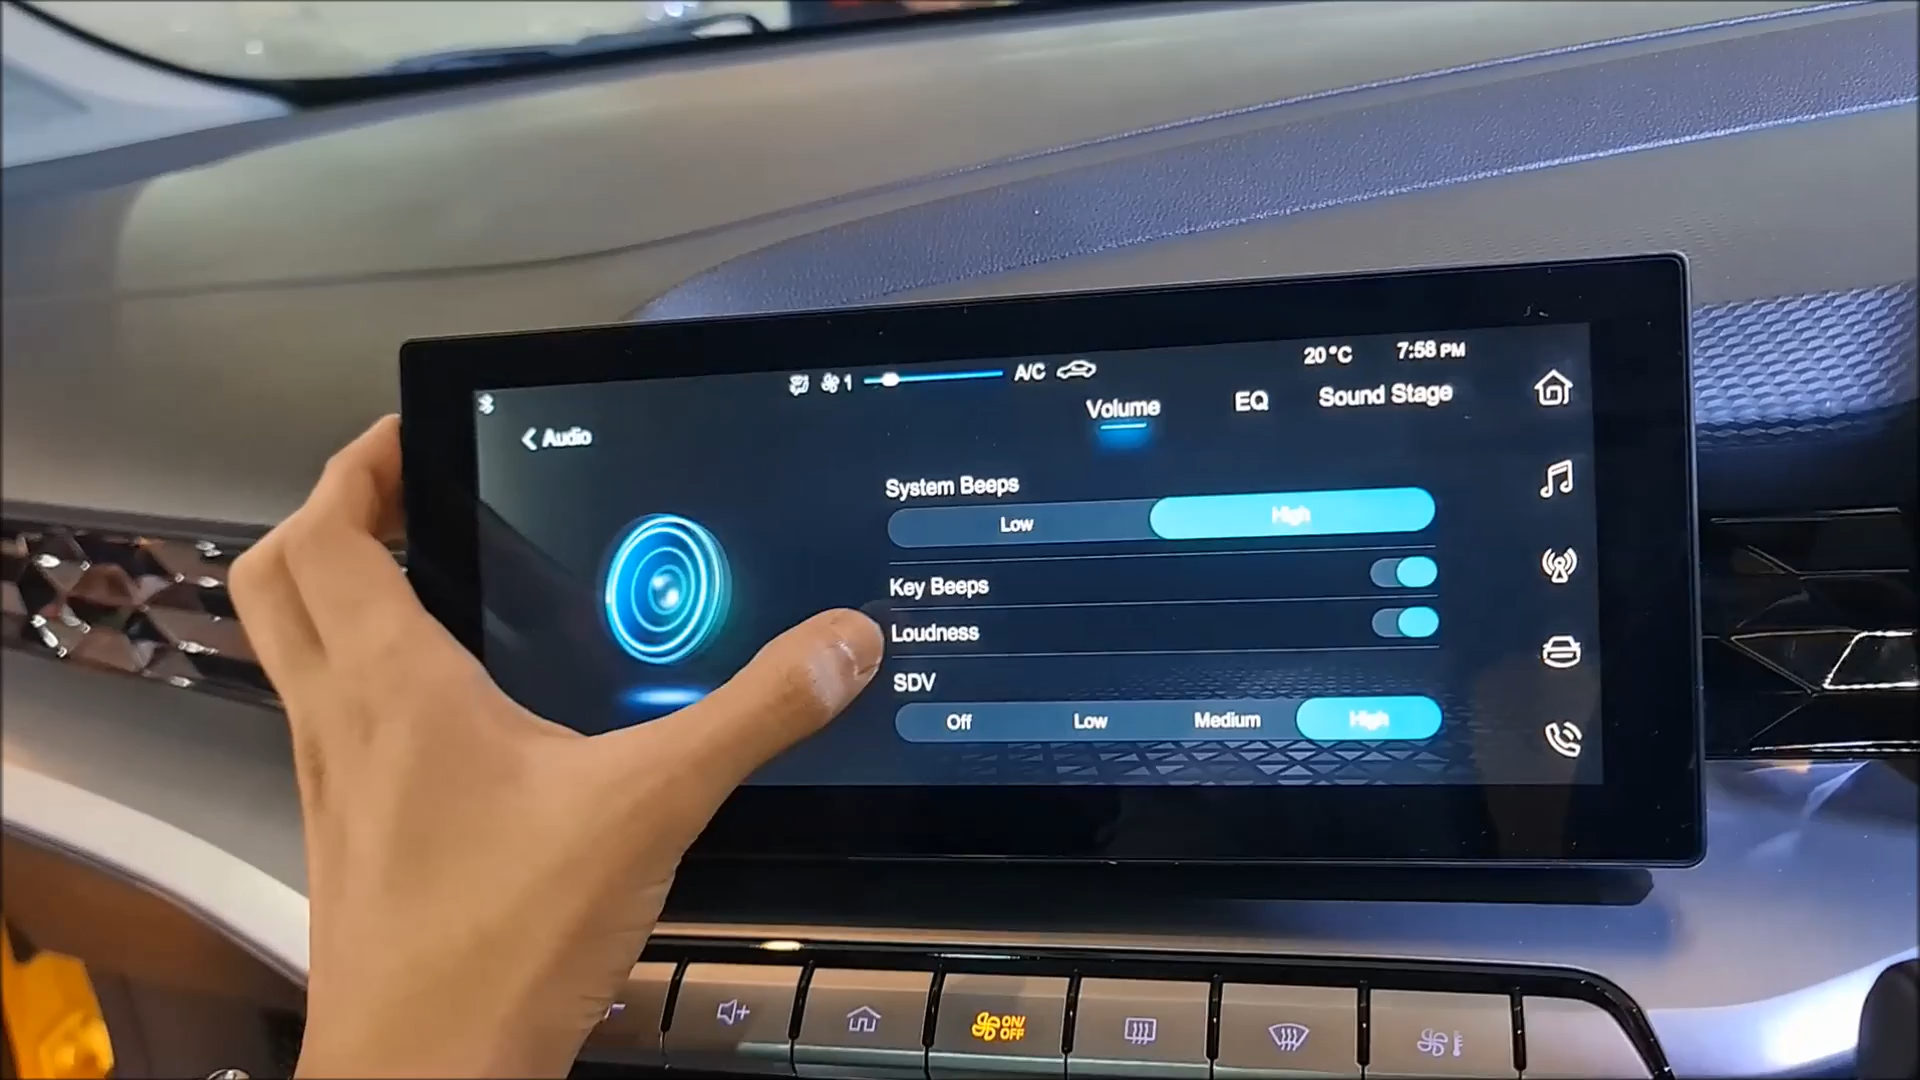 1 A/C 20°C 7:58 PM
Audio
Volume EQ Sound Stage
System Beeps
Low High
Key Beeps
Loudness
SDV
Off Low Medium High
ON/
OFF